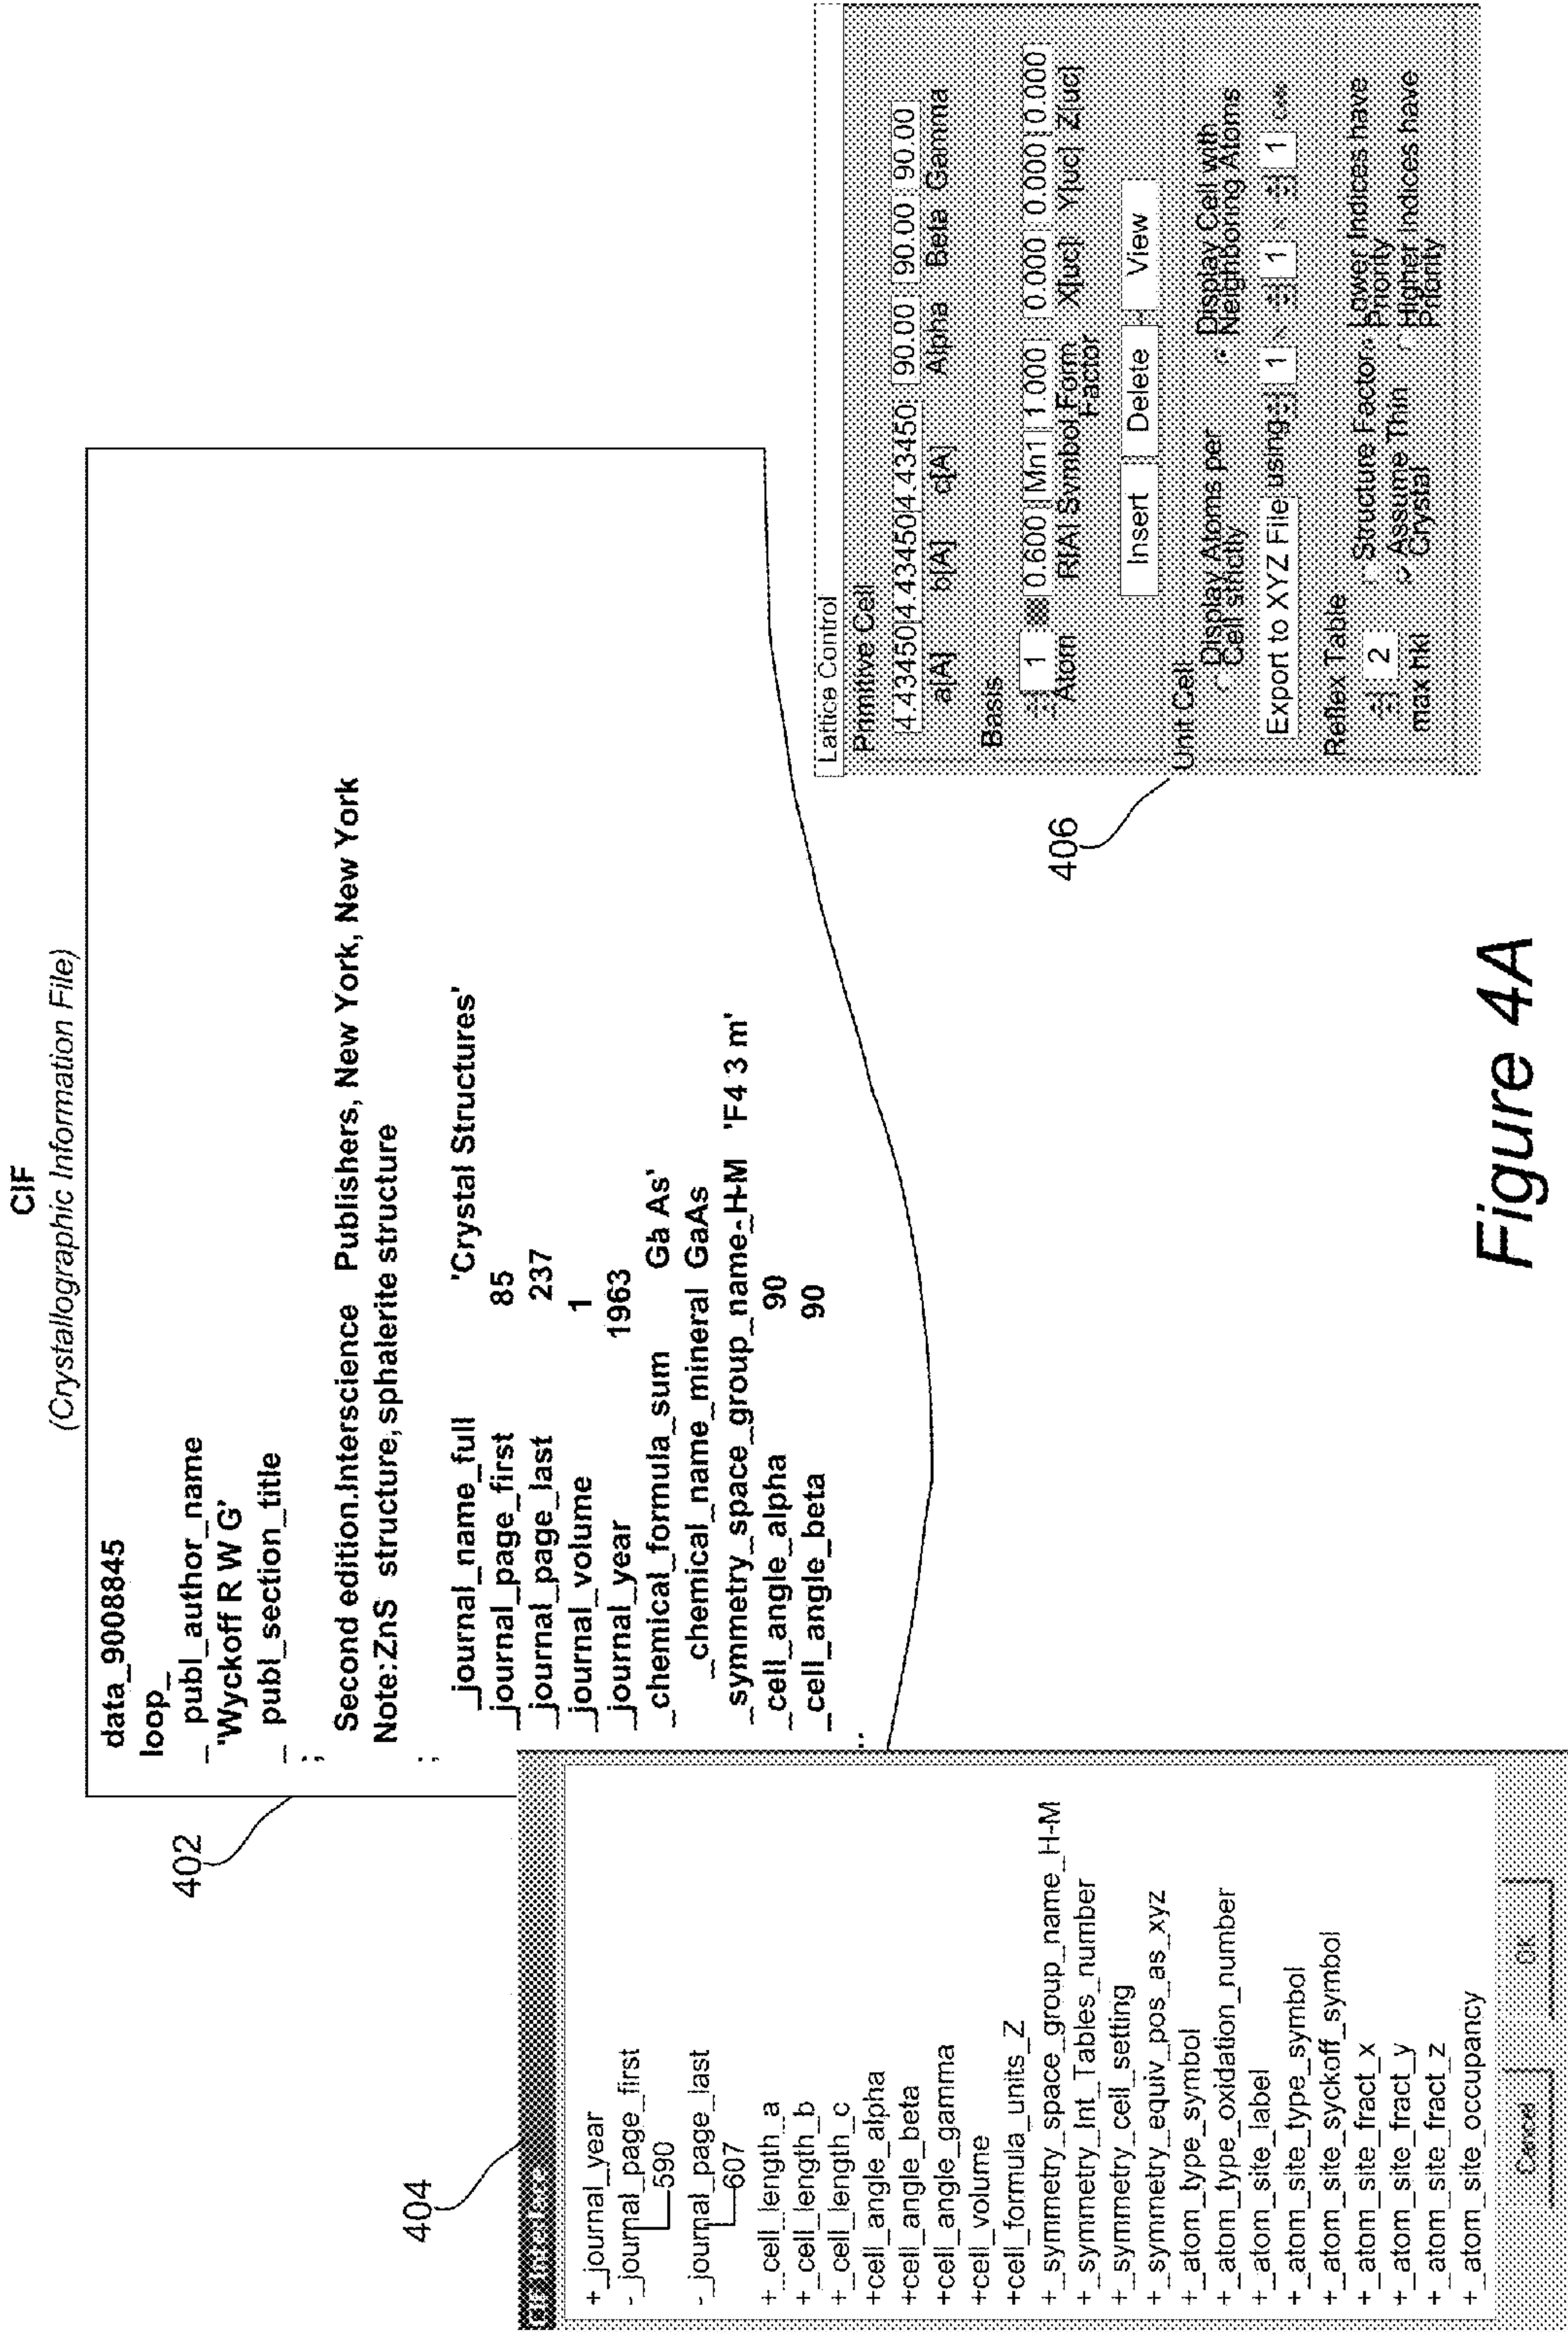 CIF
(Crystallographic Information File)
data_9008845
loop_
_publ_author_name
'Wyckoff R W G'
_publ_section_title
;
Second edition.Interscience Publishers, New York, New York
Note:ZnS structure,sphalerite structure
;
_journal_name_full 'Crystal Structures'
_journal_page_first 85
_journal_page_last 237
_journal_volume 1
_journal_year 1963
_chemical_formula_sum Ga As'
_chemical_name_mineral GaAs
_symmetry_space_group_name-H-M 'F4 3 m'
_cell_angle_alpha 90
_cell_angle_beta 90
...
402
404
+_journal_year
-_journal_page_first
590
-_journal_page_last
607
+_cell_length_a
+_cell_length_b
+_cell_length_c
+cell_angle_alpha
+cell_angle_beta
+cell_angle_gamma
+cell_volume
+cell_formula_units_Z
+_symmetry_space_group_name_H-M
+_symmetry_Int_Tables_number
+_symmetry_cell_setting
+_symmetry_equiv_pos_as_xyz
+_atom_type_symbol
+_atom_type_oxidation_number
+_atom_site_label
+_atom_site_type_symbol
+_atom_site_syckoff_symbol
+_atom_site_fract_x
+_atom_site_fract_y
+_atom_site_fract_z
+_atom_site_occupancy
Cancel OK
406
Lattice Control
Primitive Cell
4.43450 4.43450 4.43450 90.00 90.00 90.00
a[A] b[A] c[A] Alpha Beta Gamma
Basis
1 0.600 Mn1 1.000 0.000 0.000 0.000
Atom R[A] Symbol Form Factor X[uc] Y[uc] Z[uc]
Insert Delete View
Unit Cell
Display Atoms per Cell strictly Display Cell with Neighboring Atoms
Export to XYZ File using 1 x 1 x 1 Cells
Reflex Table
2 Structure Factor Lower Indices have Priority
max hkl Assume Thin Crystal Higher Indices have Priority
Figure 4A